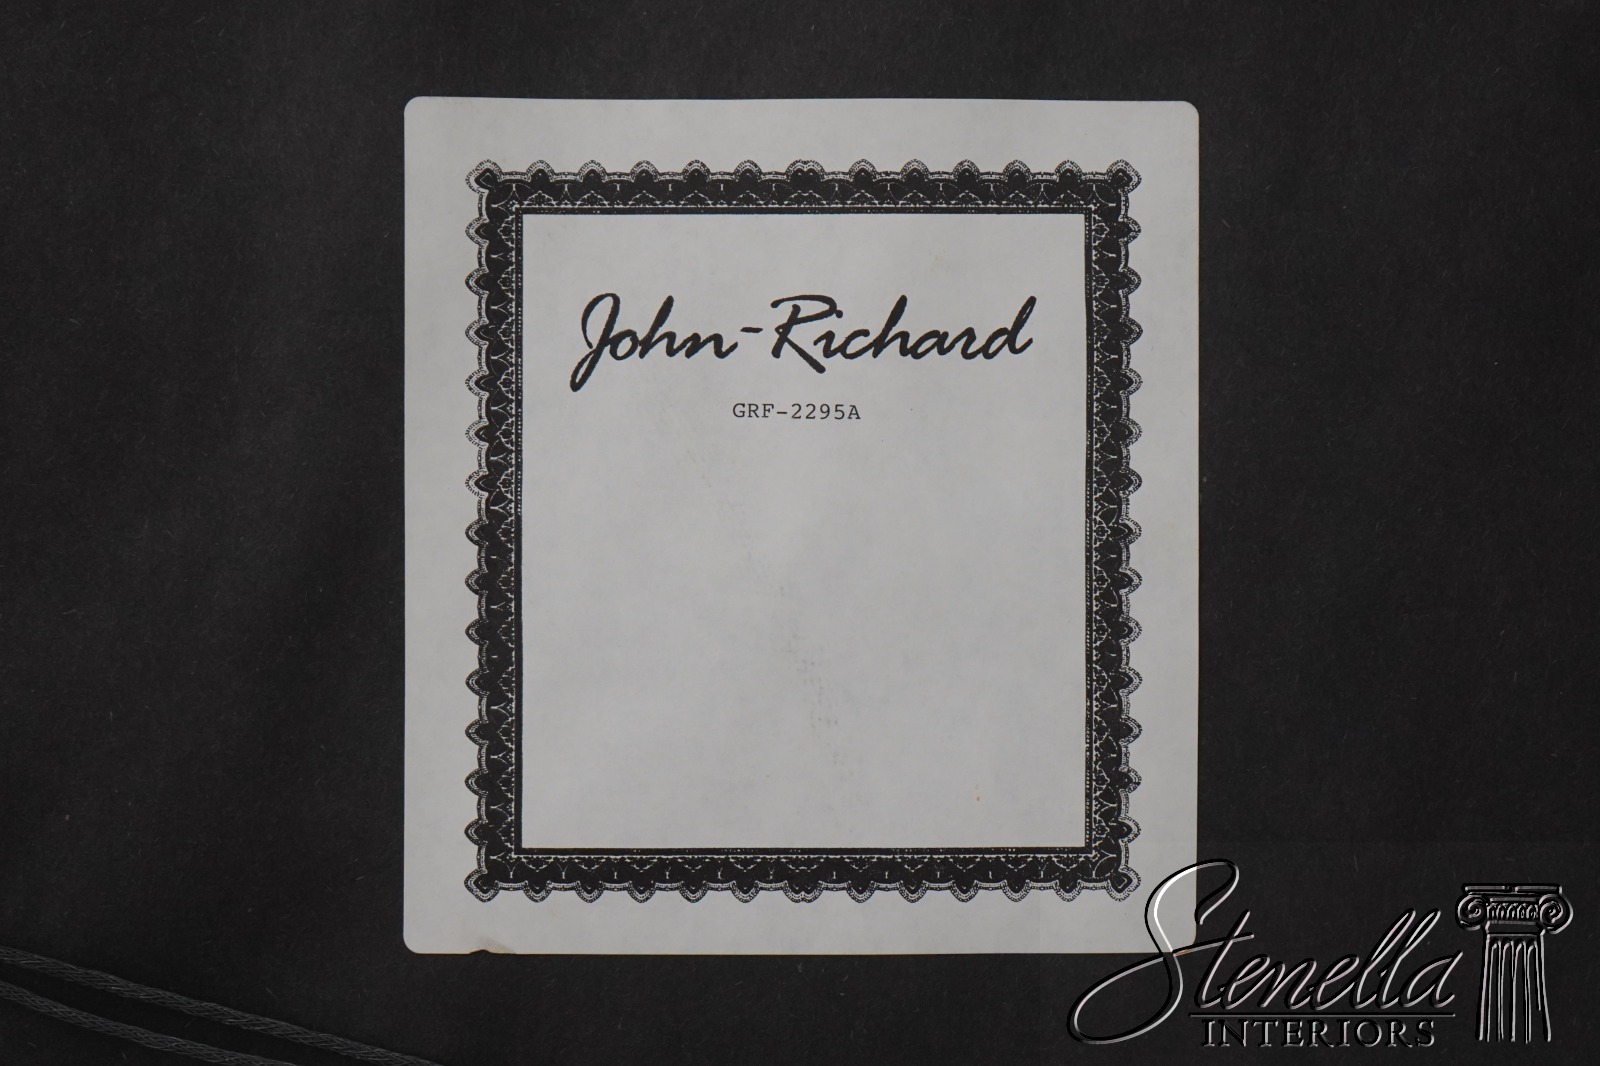 John-Richard
GRF-2295A
Stenella
INTERIORS